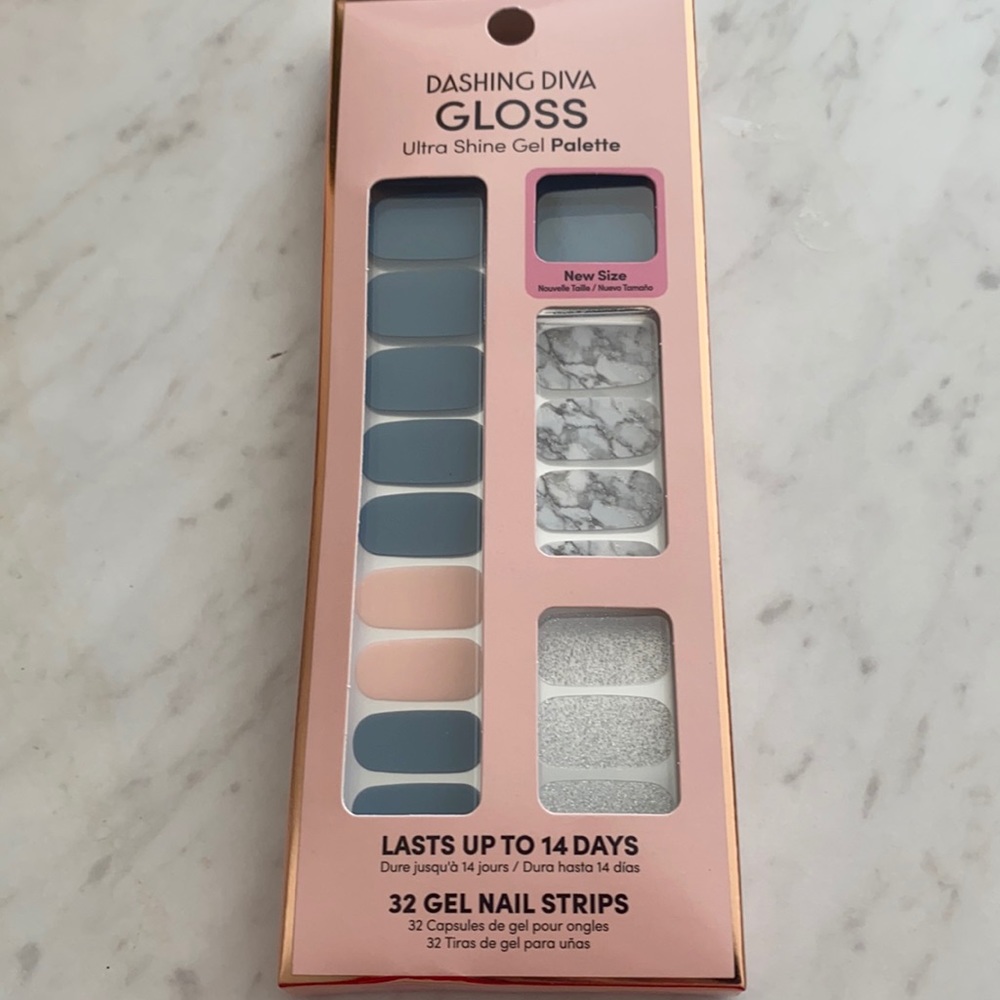 DASHING DIVA
GLOSS
Ultra Shine Gel Palette
New Size
Nouvelle Taille / Nuevo Tamaño
LASTS UP TO 14 DAYS
Dure jusqu'à 14 jours / Dura hasta 14 días
32 GEL NAIL STRIPS
32 Capsules de gel pour ongles
32 Tiras de gel para uñas